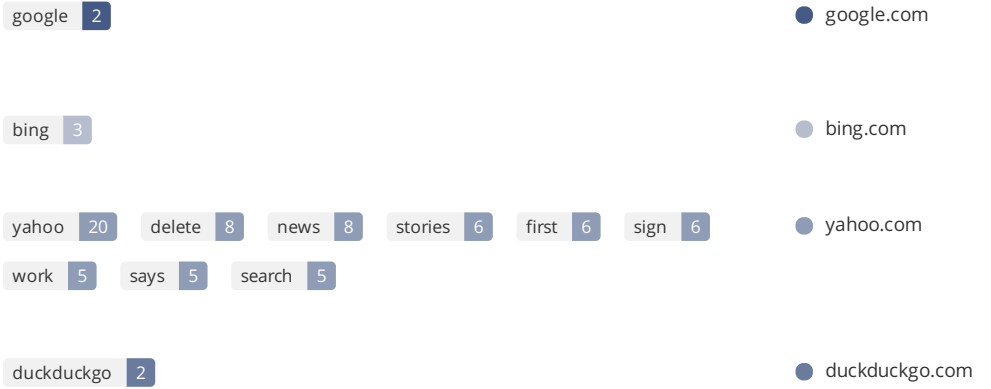 google 2 google.com
bing 3 bing.com
yahoo 20 delete 8 news 8 stories 6 first 6 sign 6 yahoo.com
work 5 says 5 search 5
duckduckgo 2 duckduckgo.com